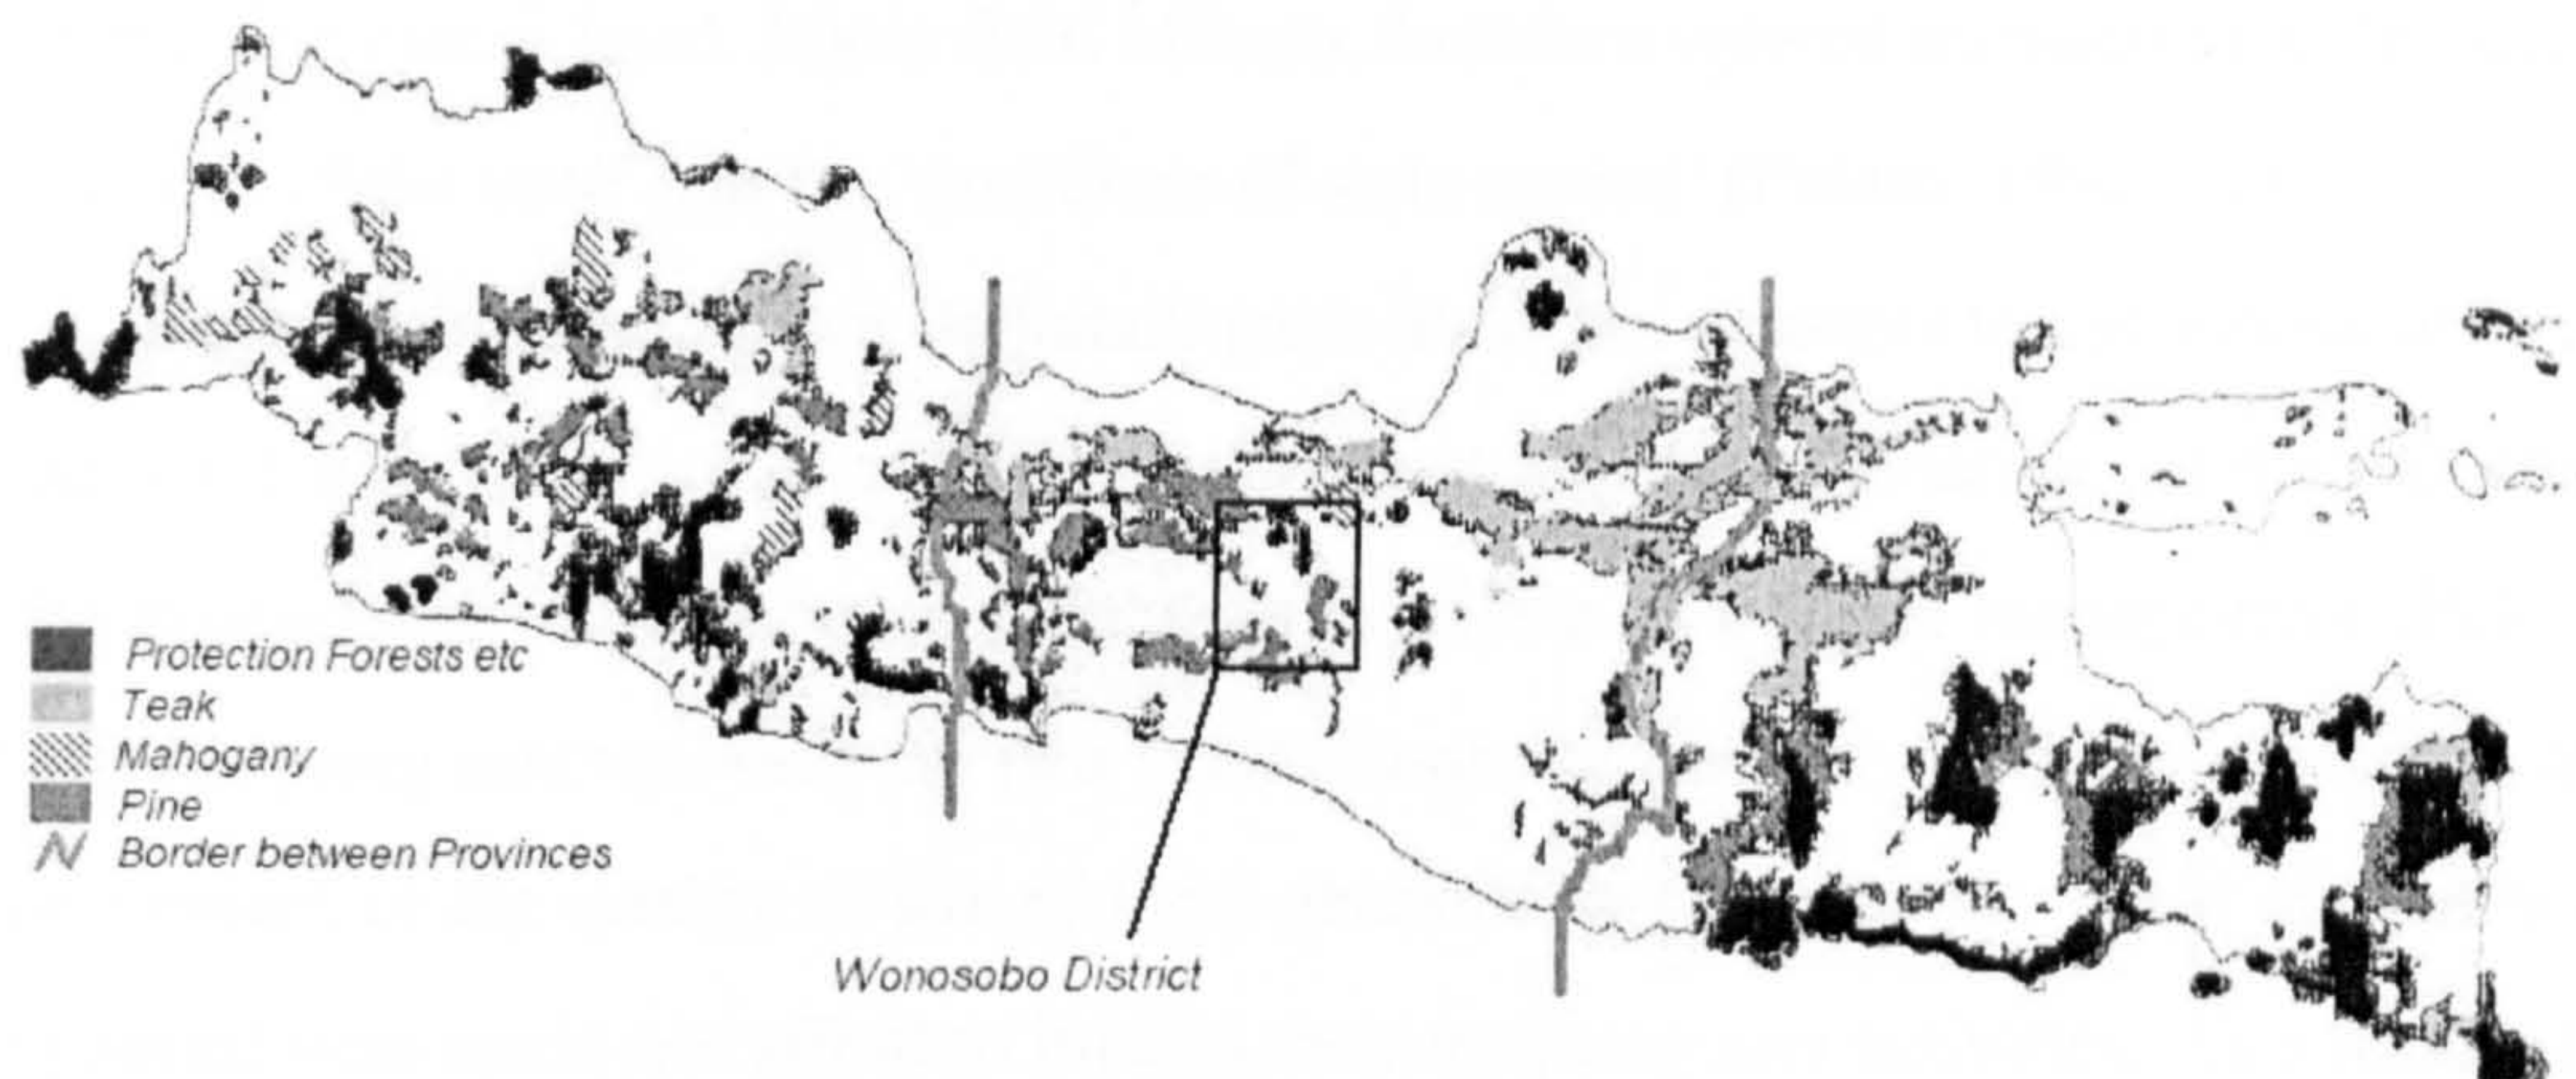 Protection Forests etc
Teak
Mahogany
Pine
Border between Provinces
Wonosobo District